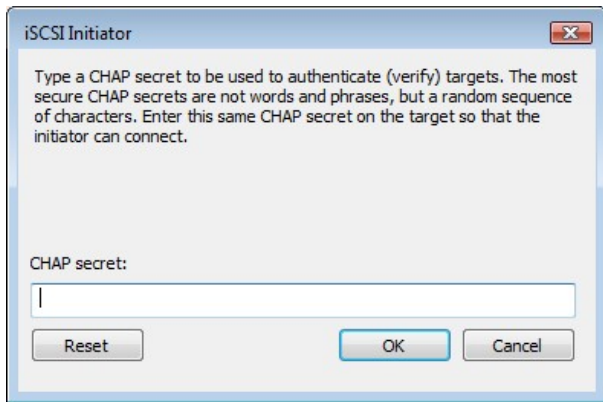 iSCSI Initiator
Type a CHAP secret to be used to authenticate (verify) targets. The most
secure CHAP secrets are not words and phrases, but a random sequence
of characters. Enter this same CHAP secret on the target so that the
initiator can connect.
CHAP secret:
Reset OK Cancel